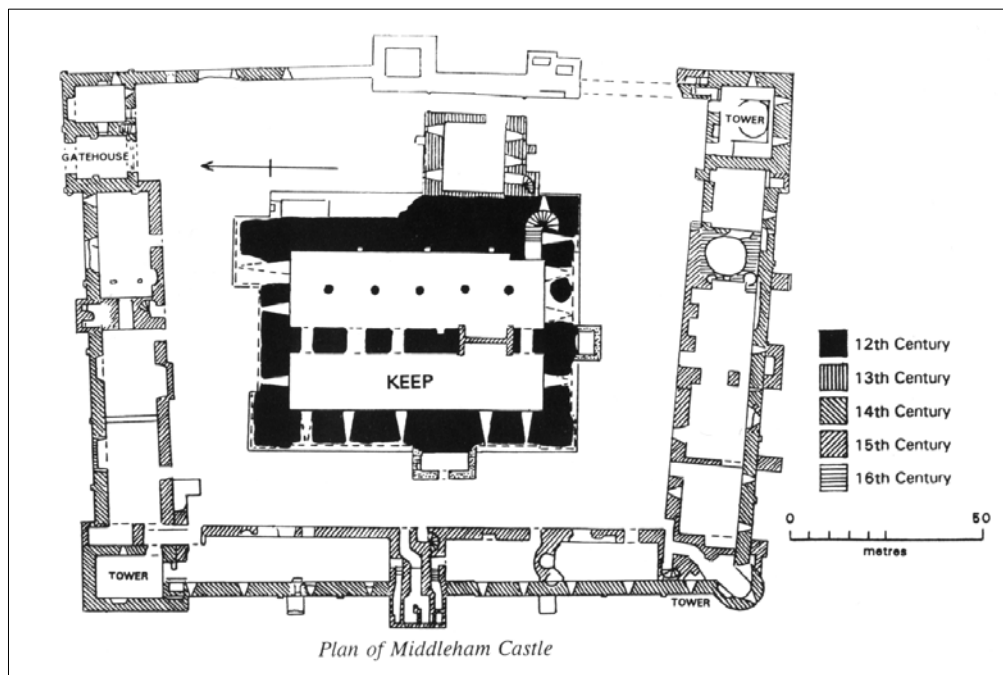 TOWER
GATEHOUSE
KEEP
12th Century
13th Century
14th Century
15th Century
16th Century
0 50
metres
TOWER
TOWER
Plan of Middleham Castle